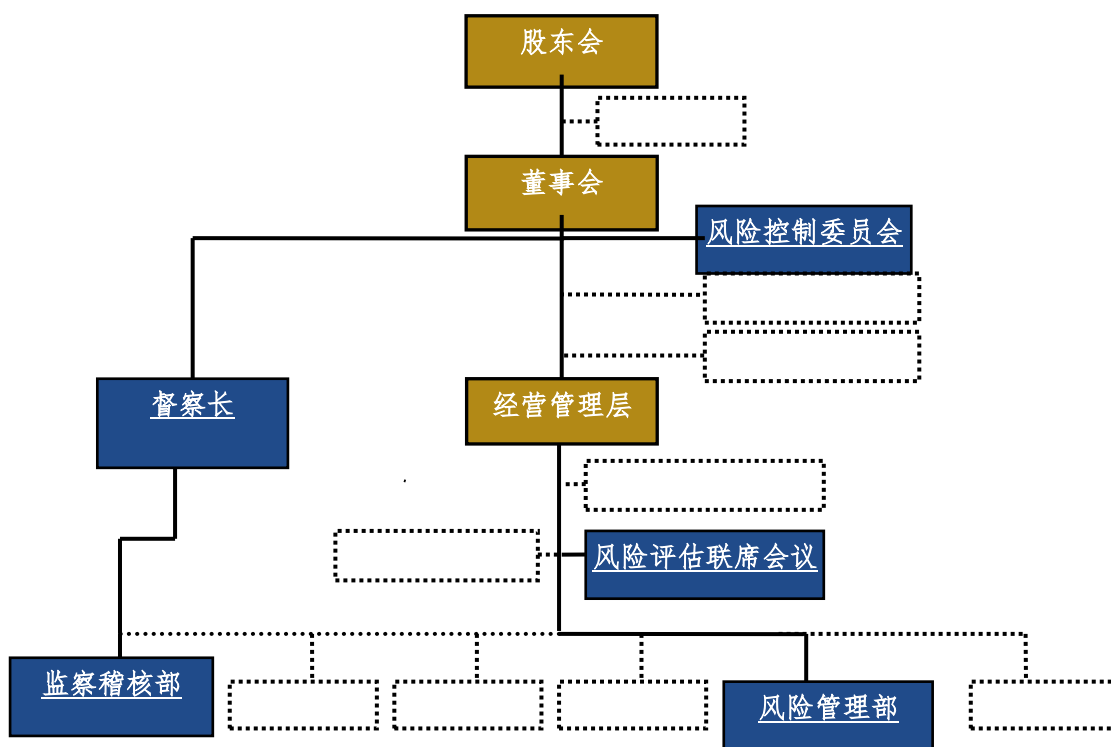 股东会
董事会
风险控制委员会
督察长
经营管理层
风险评估联席会议
监察稽核部
风险管理部